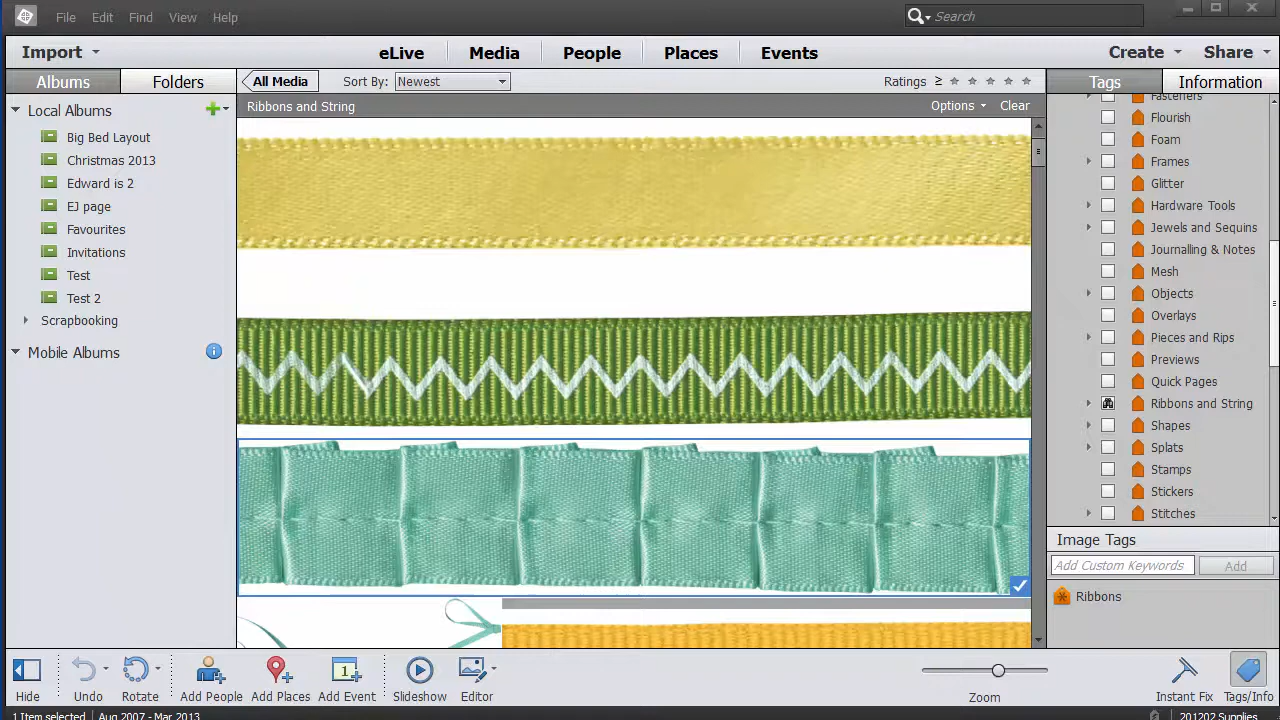 File Edit Find View Help Search
Import eLive Media People Places Events Create Share
Albums Folders All Media Sort By: Newest Ratings ≥ Tags Information
Ribbons and String Options Clear
Local Albums
Big Bed Layout
Christmas 2013
Edward is 2
EJ page
Favourites
Invitations
Test
Test 2
Scrapbooking
Mobile Albums
Fasteners
Flourish
Foam
Frames
Glitter
Hardware Tools
Jewels and Sequins
Journalling & Notes
Mesh
Objects
Overlays
Pieces and Rips
Previews
Quick Pages
Ribbons and String
Shapes
Splats
Stamps
Stickers
Stitches
Image Tags
Add Custom Keywords Add
Ribbons
Hide Undo Rotate Add People Add Places Add Event Slideshow Editor Zoom Instant Fix Tags/Info
1 Item selected Aug 2007 - Mar 2013 201202 Supplies